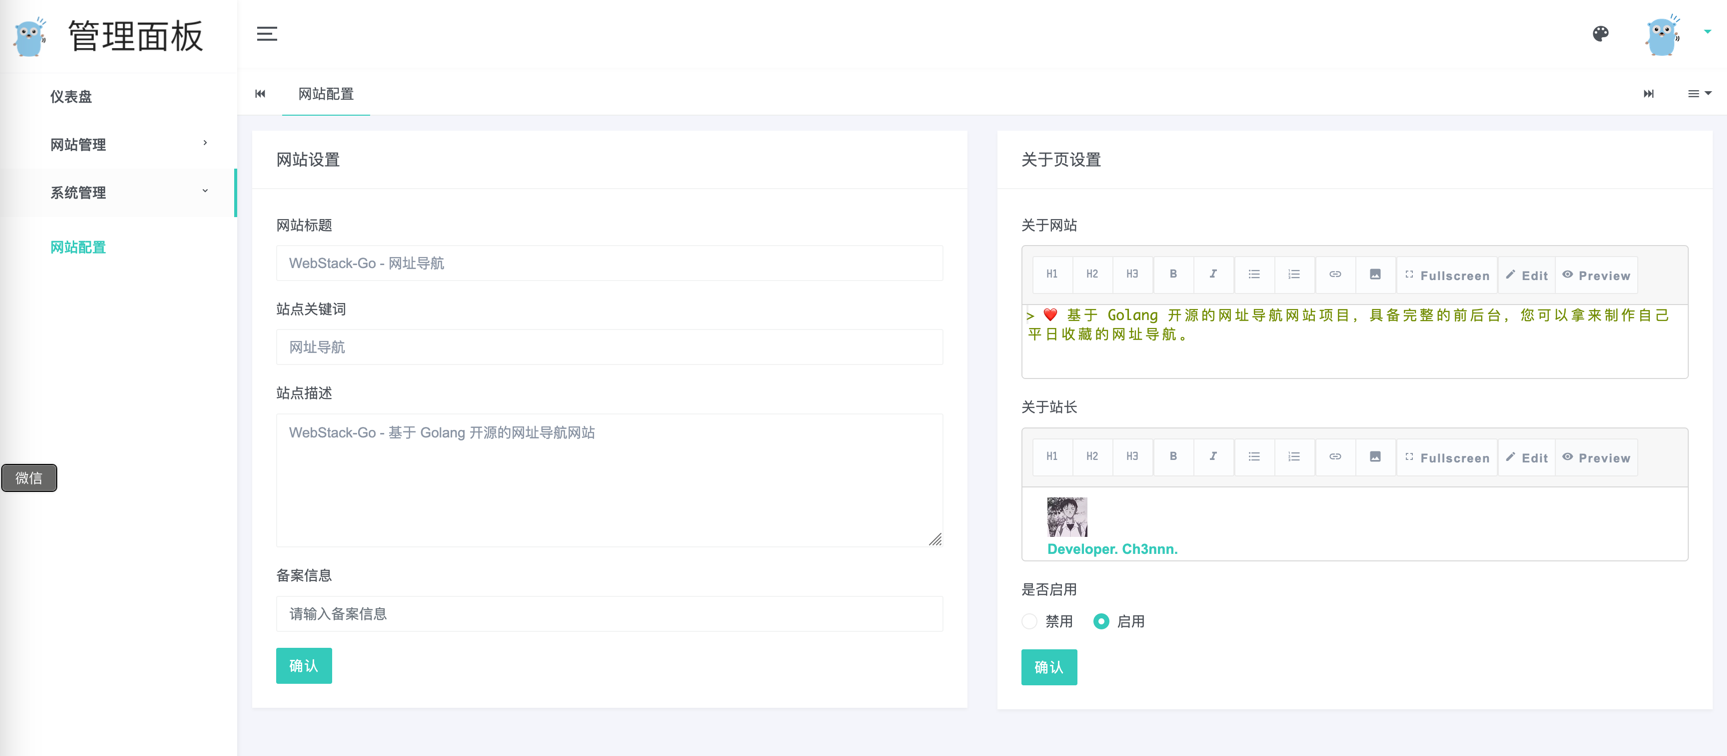 管理面板
仪表盘
网站管理
系统管理
网站配置
微信
网站配置
网站设置
网站标题
WebStack-Go - 网址导航
站点关键词
网址导航
站点描述
WebStack-Go - 基于 Golang 开源的网址导航网站
备案信息
请输入备案信息
确认
关于页设置
关于网站
H1 H2 H3 B I Fullscreen Edit Preview
> ❤️ 基于 Golang 开源的网址导航网站项目，具备完整的前后台，您可以拿来制作自己
平日收藏的网址导航。
关于站长
H1 H2 H3 B I Fullscreen Edit Preview
Developer. Ch3nnn.
是否启用
禁用 启用
确认